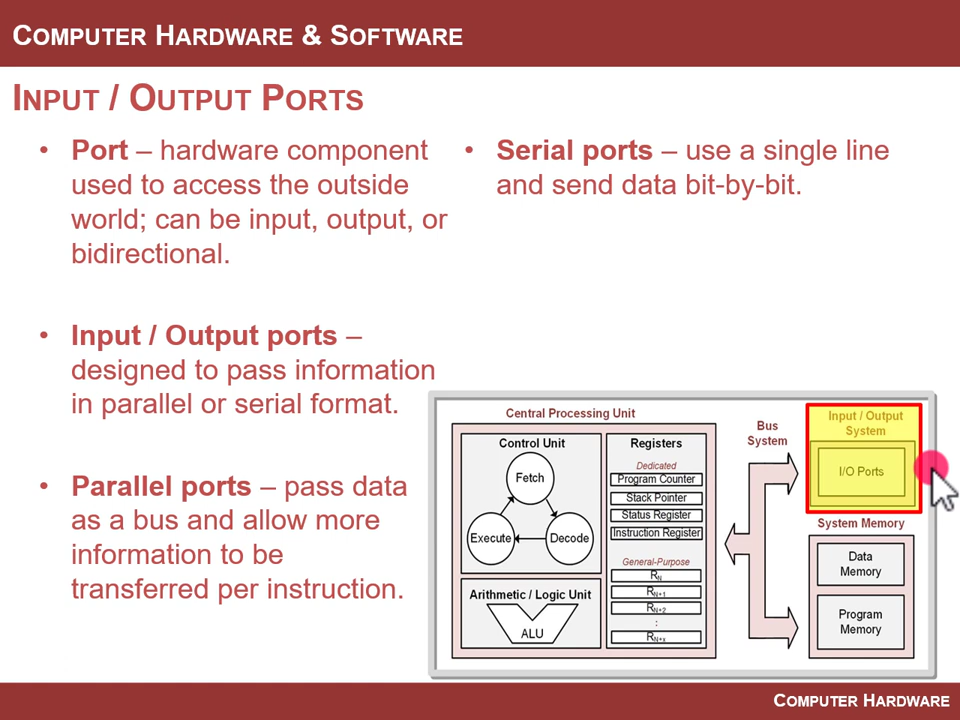 COMPUTER HARDWARE & SOFTWARE
INPUT / OUTPUT PORTS
• Port – hardware component
used to access the outside
world; can be input, output, or
bidirectional.
• Input / Output ports –
designed to pass information
in parallel or serial format.
• Parallel ports – pass data
as a bus and allow more
information to be
transferred per instruction.
• Serial ports – use a single line
and send data bit-by-bit.
Central Processing Unit
Control Unit
Fetch
Execute
Decode
Arithmetic / Logic Unit
ALU
Registers
Dedicated
Program Counter
Stack Pointer
Status Register
Instruction Register
General-Purpose
RN
RN+1
RN+2
:
RN+x
Bus
System
Input / Output
System
I/O Ports
System Memory
Data
Memory
Program
Memory
COMPUTER HARDWARE